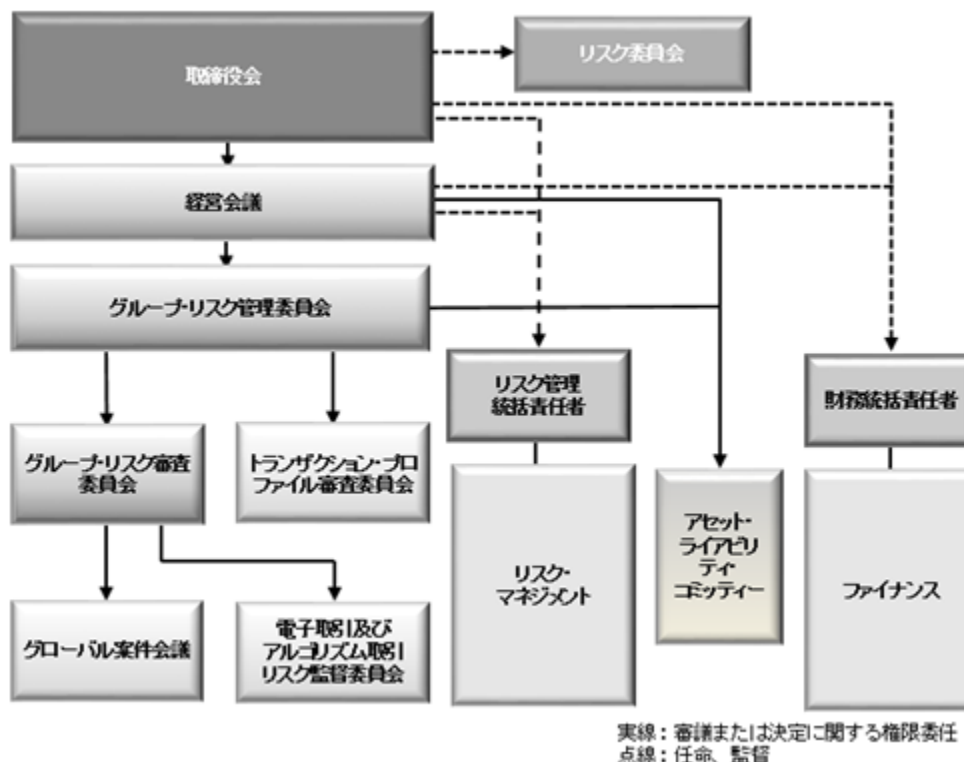 取締役会
リスク委員会
経営会議
グループ・リスク管理委員会
リスク管理
統括責任者
財務統括責任者
グループ・リスク審査
委員会
トランザクション・プロ
ファイル審査委員会
リスク・
マネジメント
アセット・
ライアビリ
ティ・
コミッティー
ファイナンス
グローバル案件会議
電子取引及び
アルゴリズム取引
リスク監督委員会
実線：審議または決定に関する権限委任
点線：任命、監督